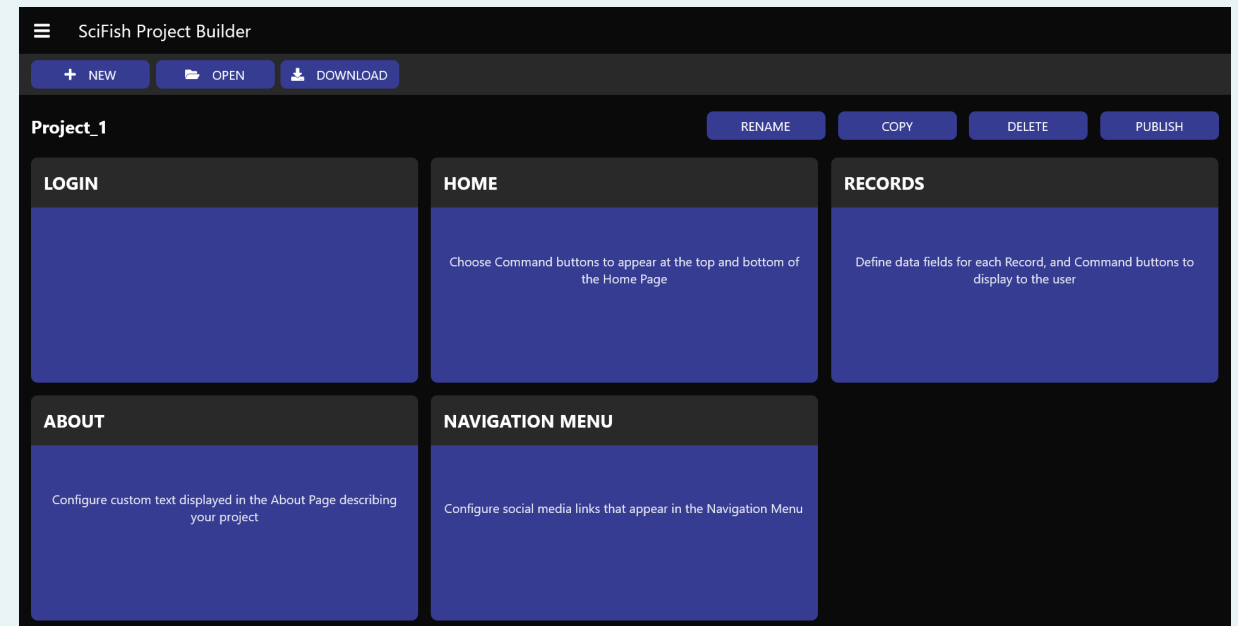 SciFish Project Builder
NEW
OPEN
DOWNLOAD
Project_1
RENAME
COPY
DELETE
PUBLISH
LOGIN
HOME
Choose Command buttons to appear at the top and bottom of
the Home Page
RECORDS
Define data fields for each Record, and Command buttons to
display to the user
ABOUT
Configure custom text displayed in the About Page describing
your project
NAVIGATION MENU
Configure social media links that appear in the Navigation Menu